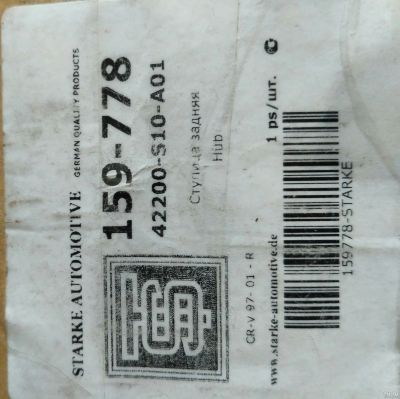 STARKE AUTOMOTIVE GERMAN QUALITY PRODUCTS
159-778
42200-S10-A01
Ступица задняя
Hub
CR-V 97- 01 - R
www.starke-automotive.de
1 ps/шт.
159778-STARKE